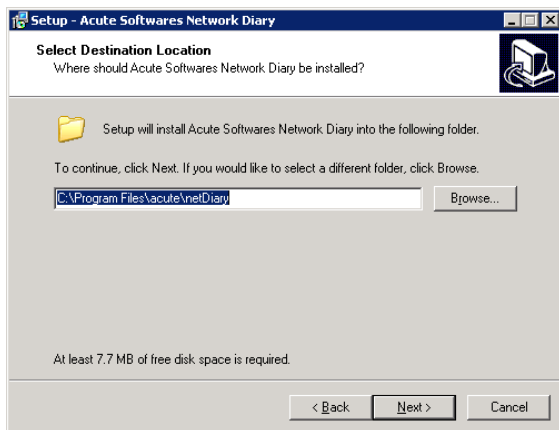 Setup - Acute Softwares Network Diary
Select Destination Location
Where should Acute Softwares Network Diary be installed?
Setup will install Acute Softwares Network Diary into the following folder.
To continue, click Next. If you would like to select a different folder, click Browse.
C:\Program Files\acute\netDiary
Browse...
At least 7.7 MB of free disk space is required.
< Back
Next >
Cancel